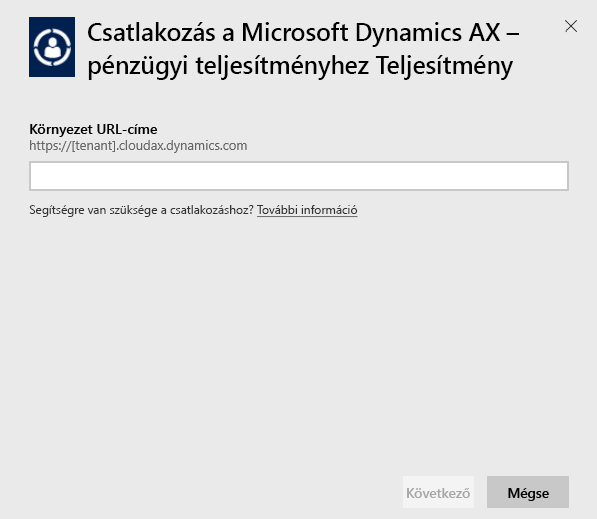 Csatlakozás a Microsoft Dynamics AX –
pénzügyi teljesítményhez Teljesítmény
Környezet URL-címe
https://[tenant].cloudax.dynamics.com
Segítségre van szüksége a csatlakozáshoz? További információ
Következő Mégse